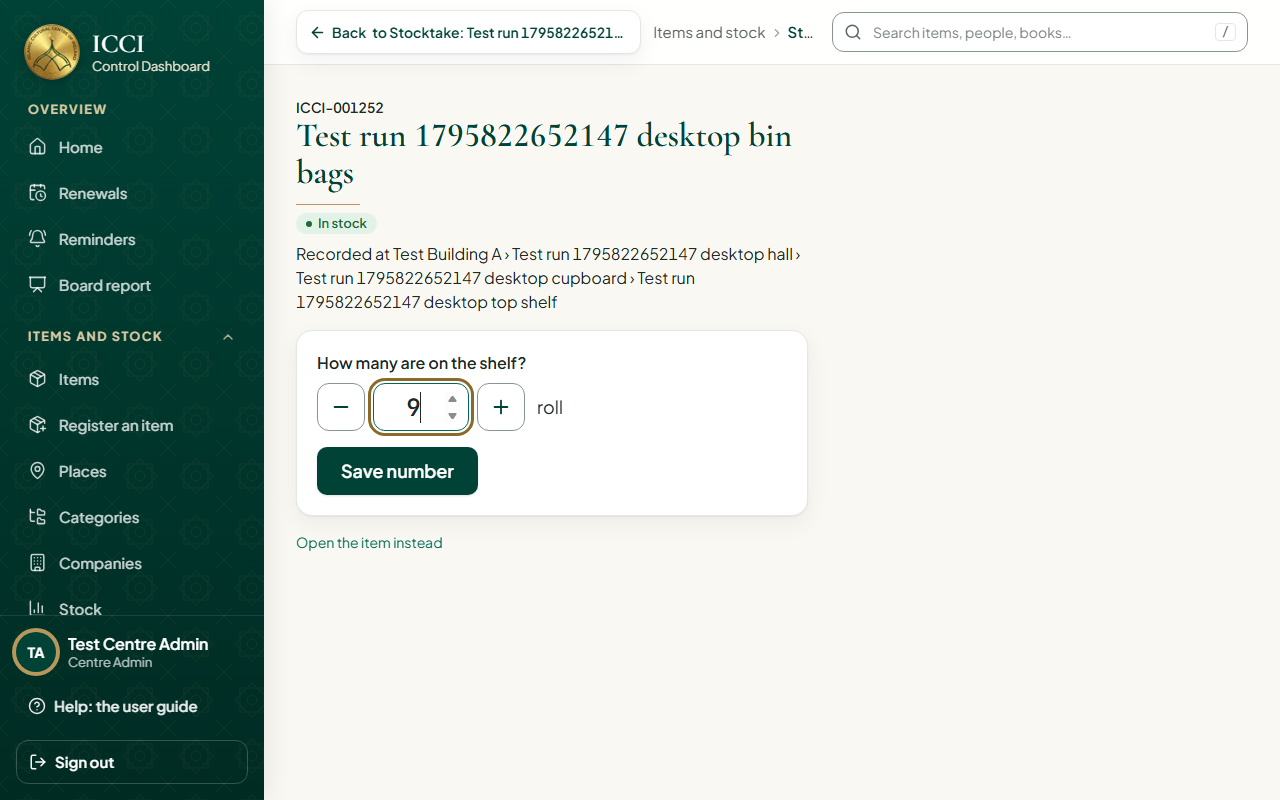 ICCI
Control Dashboard
OVERVIEW
Home
Renewals
Reminders
Board report
ITEMS AND STOCK
Items
Register an item
Places
Categories
Companies
Stock
TA
Test Centre Admin
Centre Admin
Help: the user guide
Sign out
Back to Stocktake: Test run 17958226521…
Items and stock › St…
Search items, people, books…
/
ICCI-001252
Test run 1795822652147 desktop bin
bags
In stock
Recorded at Test Building A › Test run 1795822652147 desktop hall ›
Test run 1795822652147 desktop cupboard › Test run
1795822652147 desktop top shelf
How many are on the shelf?
− 9 + roll
Save number
Open the item instead